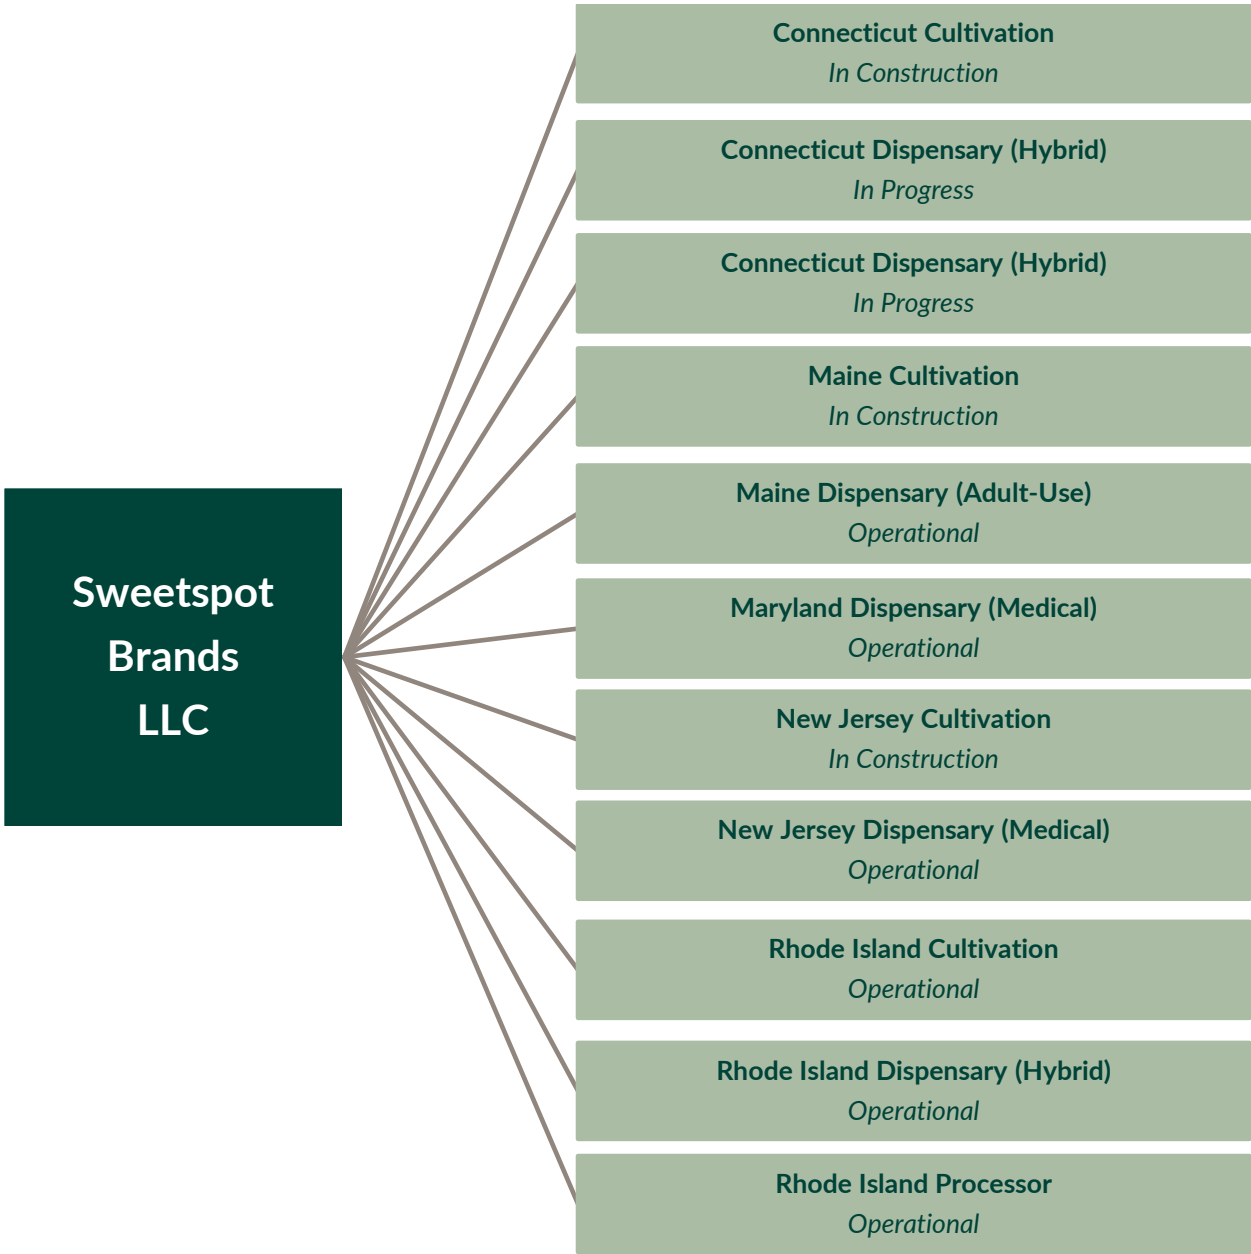 Connecticut Cultivation
In Construction
Connecticut Dispensary (Hybrid)
In Progress
Connecticut Dispensary (Hybrid)
In Progress
Maine Cultivation
In Construction
Maine Dispensary (Adult-Use)
Operational
Sweetspot
Brands
LLC
Maryland Dispensary (Medical)
Operational
New Jersey Cultivation
In Construction
New Jersey Dispensary (Medical)
Operational
Rhode Island Cultivation
Operational
Rhode Island Dispensary (Hybrid)
Operational
Rhode Island Processor
Operational